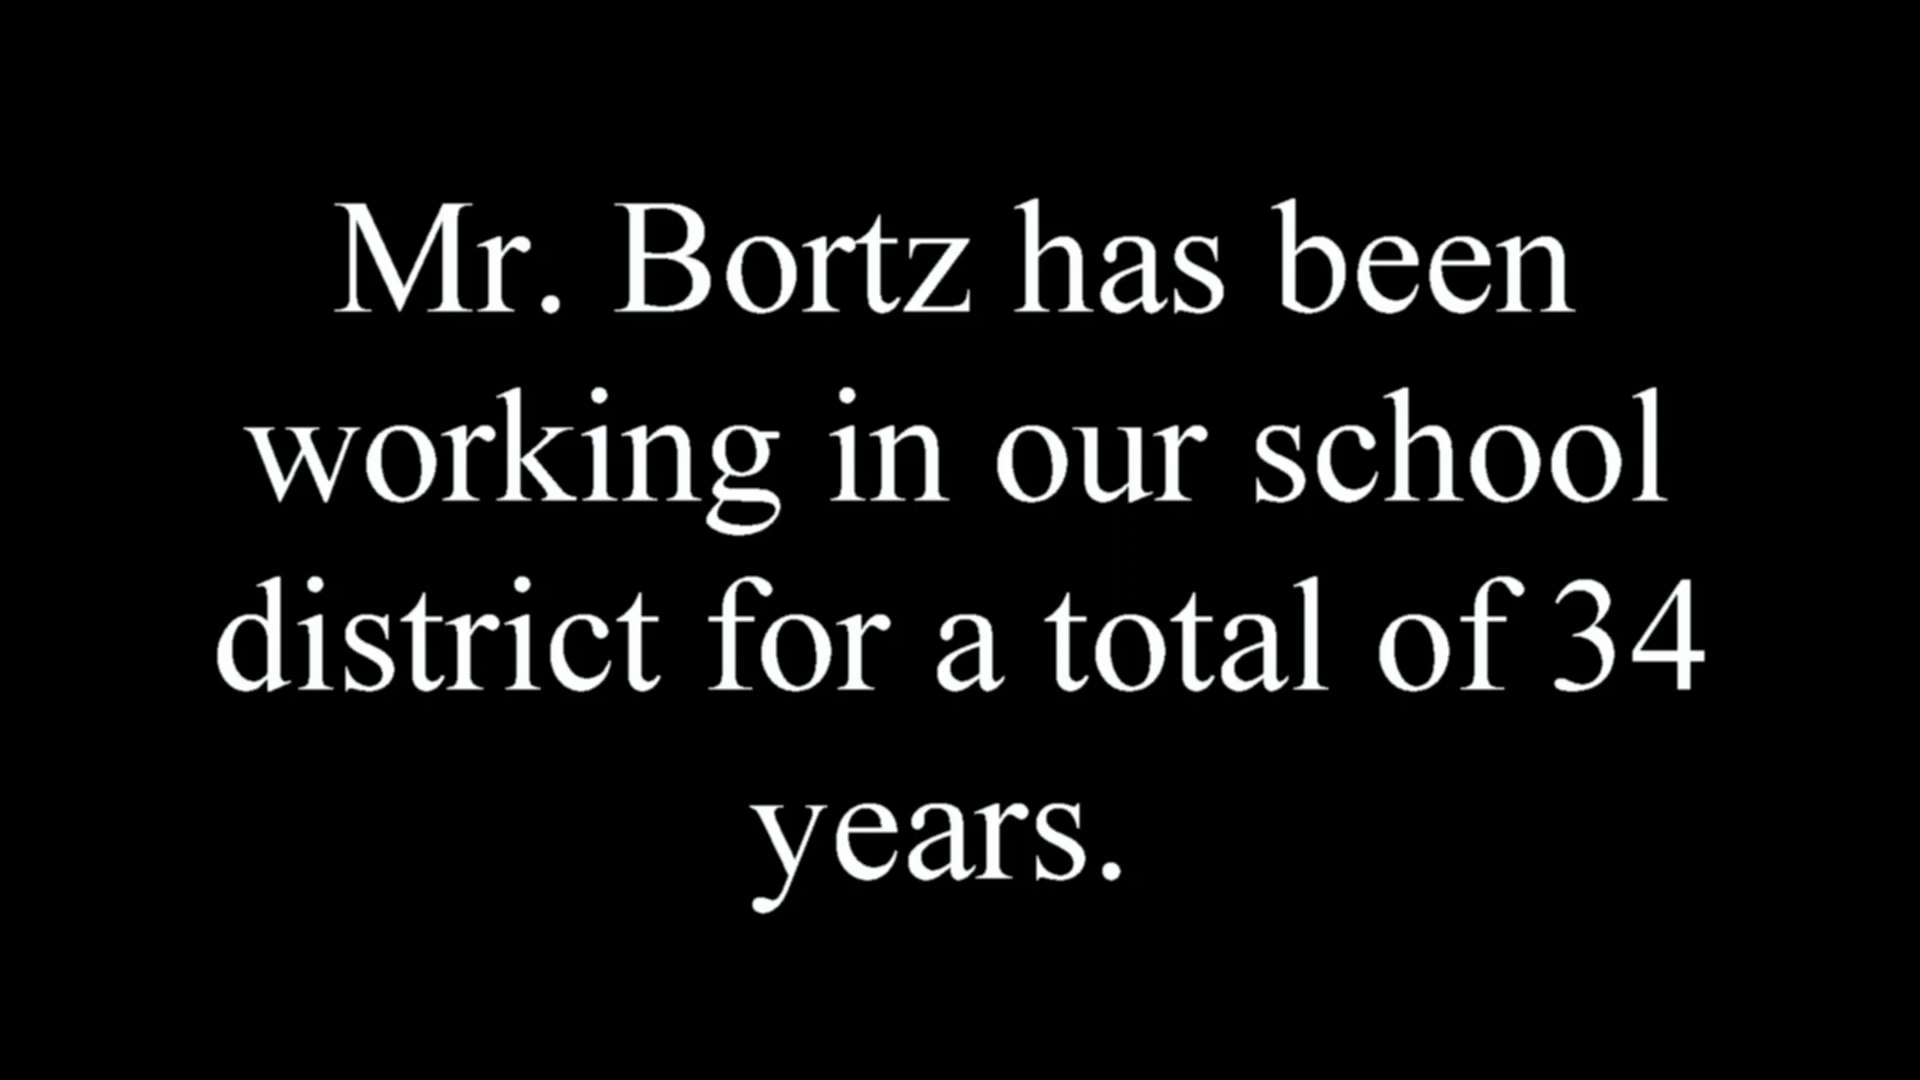 Mr. Bortz has been
working in our school
district for a total of 34
years.